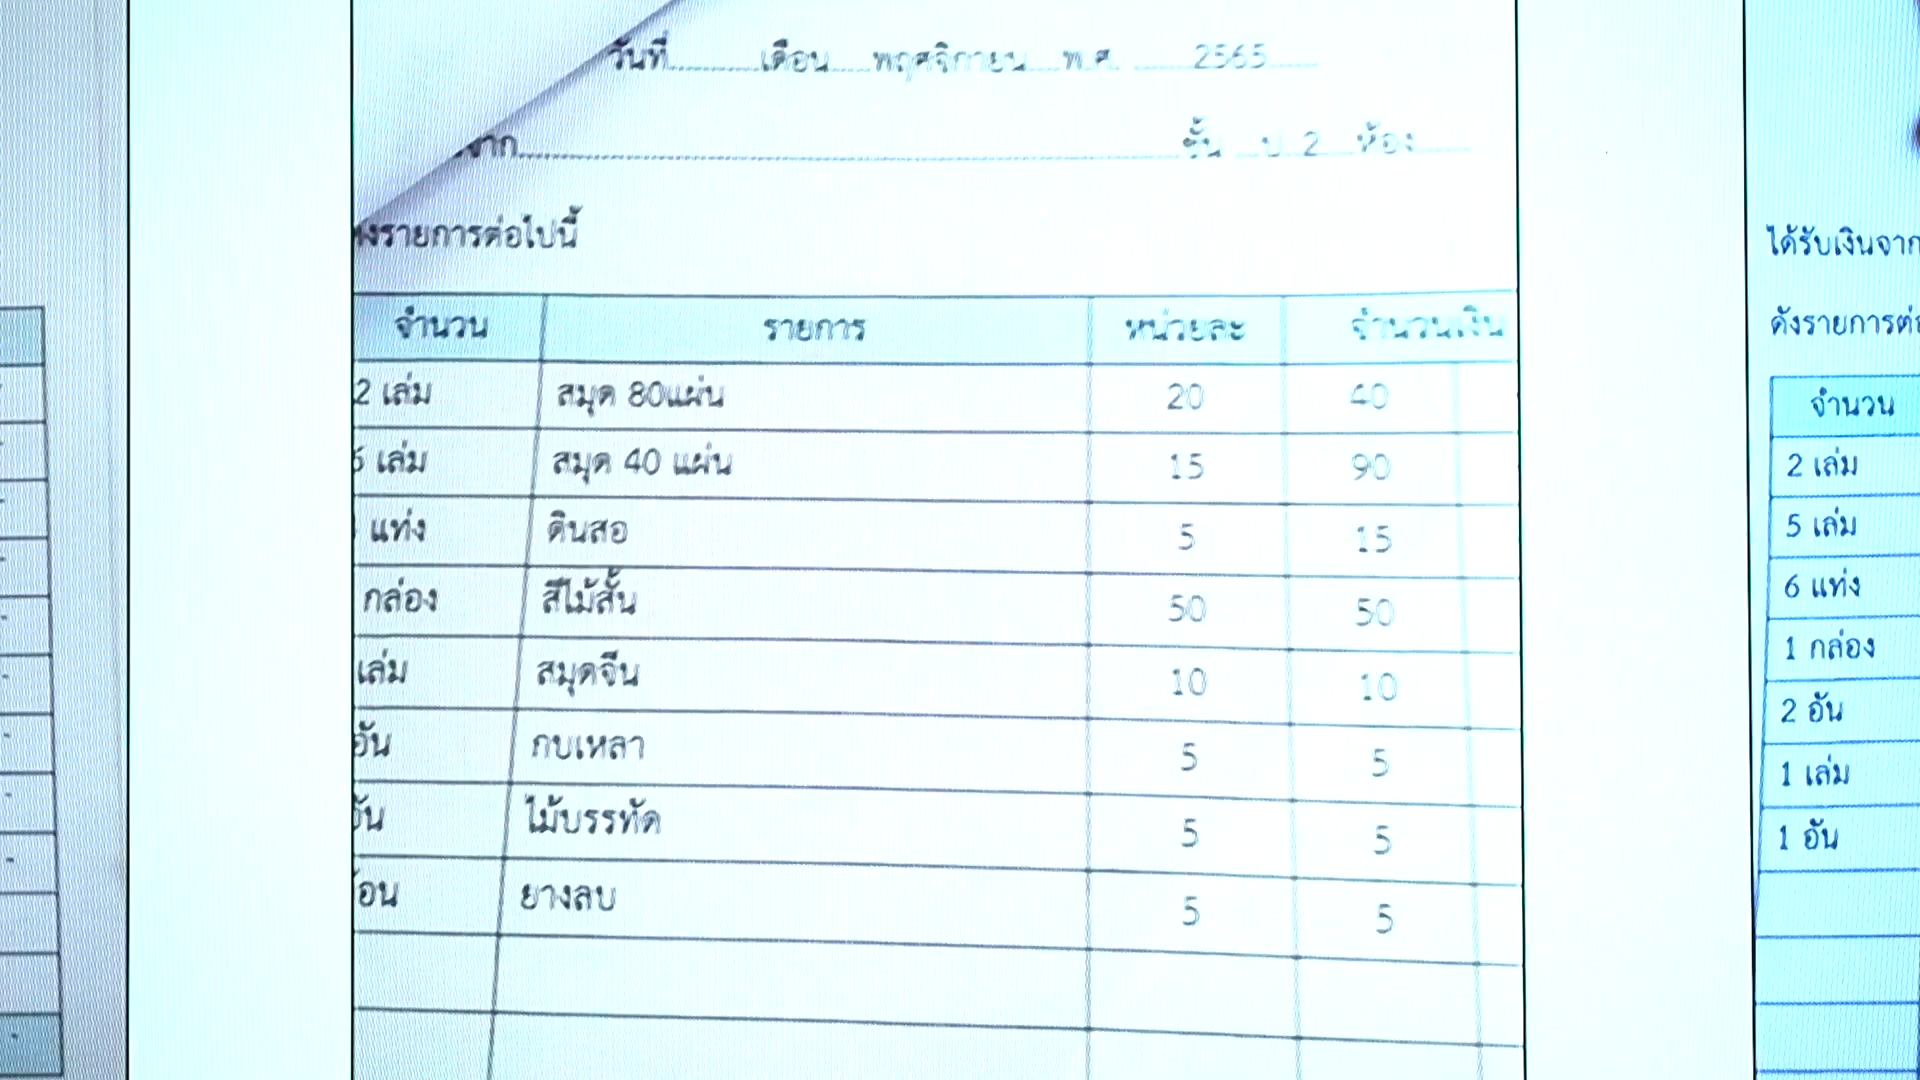 วันที่..........เดือน.....พฤศจิกายน....พ.ศ. ......2565......
ชั้น ...ป.2...ห้อง......
รายการต่อไปนี้
จำนวน รายการ หน่วยละ จำนวนเงิน
2 เล่ม สมุด 80แผ่น 20 40
เล่ม สมุด 40 แผ่น 15 90
แท่ง ดินสอ 5 15
กล่อง สีไม้สั้น 50 50
เล่ม สมุดจีน 10 10
อัน กบเหลา 5 5
ไม้บรรทัด 5 5
ยางลบ 5 5
ได้รับเงินจาก
ดังรายการต่อ
จำนวน
2 เล่ม
5 เล่ม
6 แท่ง
1 กล่อง
2 อัน
1 เล่ม
1 อัน